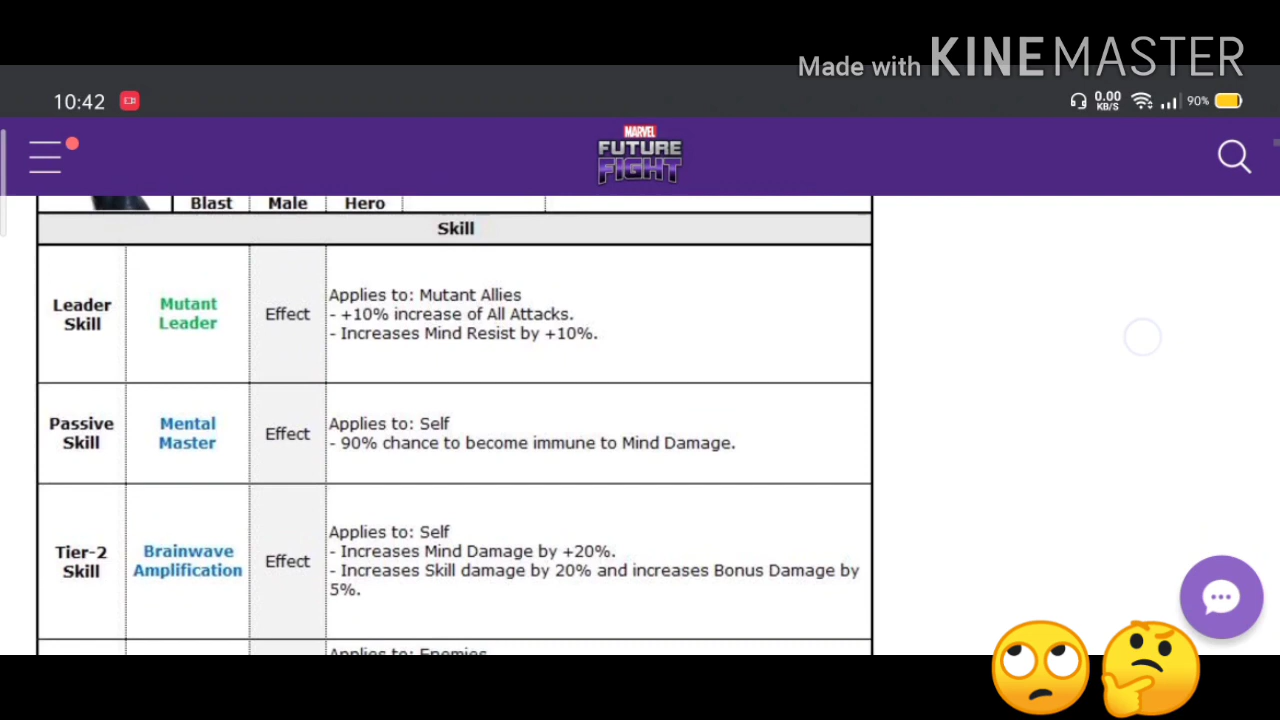 Made with KINEMASTER
10:42
0.00
KB/S
90%
MARVEL
FUTURE
FIGHT
Blast Male Hero
Skill
Leader
Skill
Mutant
Leader
Effect
Applies to: Mutant Allies
- +10% increase of All Attacks.
- Increases Mind Resist by +10%.
Passive
Skill
Mental
Master
Effect
Applies to: Self
- 90% chance to become immune to Mind Damage.
Tier-2
Skill
Brainwave
Amplification
Effect
Applies to: Self
- Increases Mind Damage by +20%.
- Increases Skill damage by 20% and increases Bonus Damage by
5%.
Applies to: Enemies